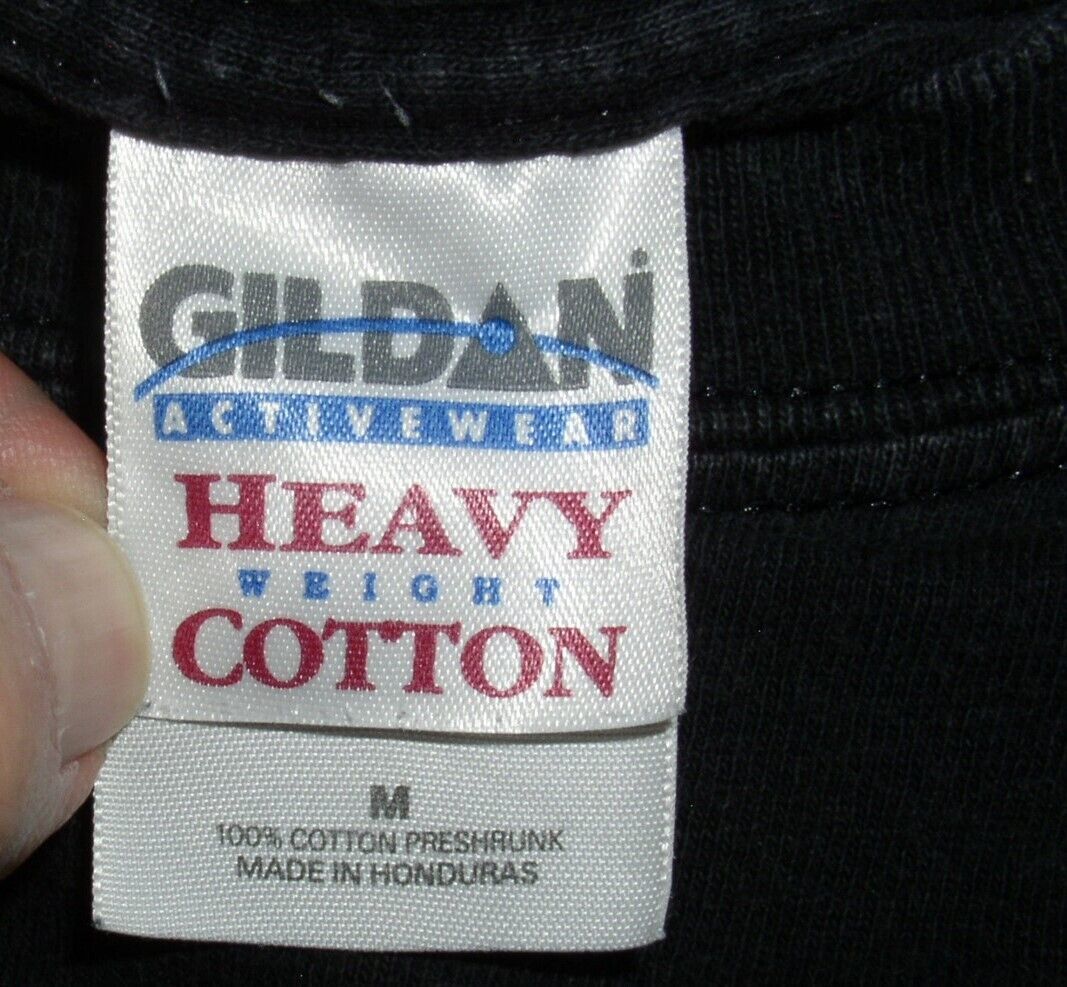 GILDAN
ACTIVEWEAR
HEAVY
WEIGHT
COTTON
M
100% COTTON PRESHRUNK
MADE IN HONDURAS